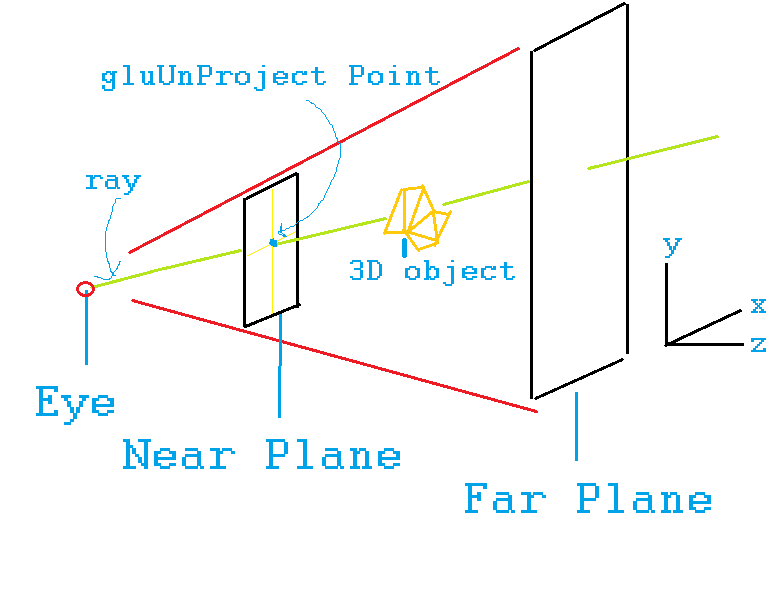 gluUnProject Point
ray
3D object
y
x
z
Eye
Near Plane
Far Plane